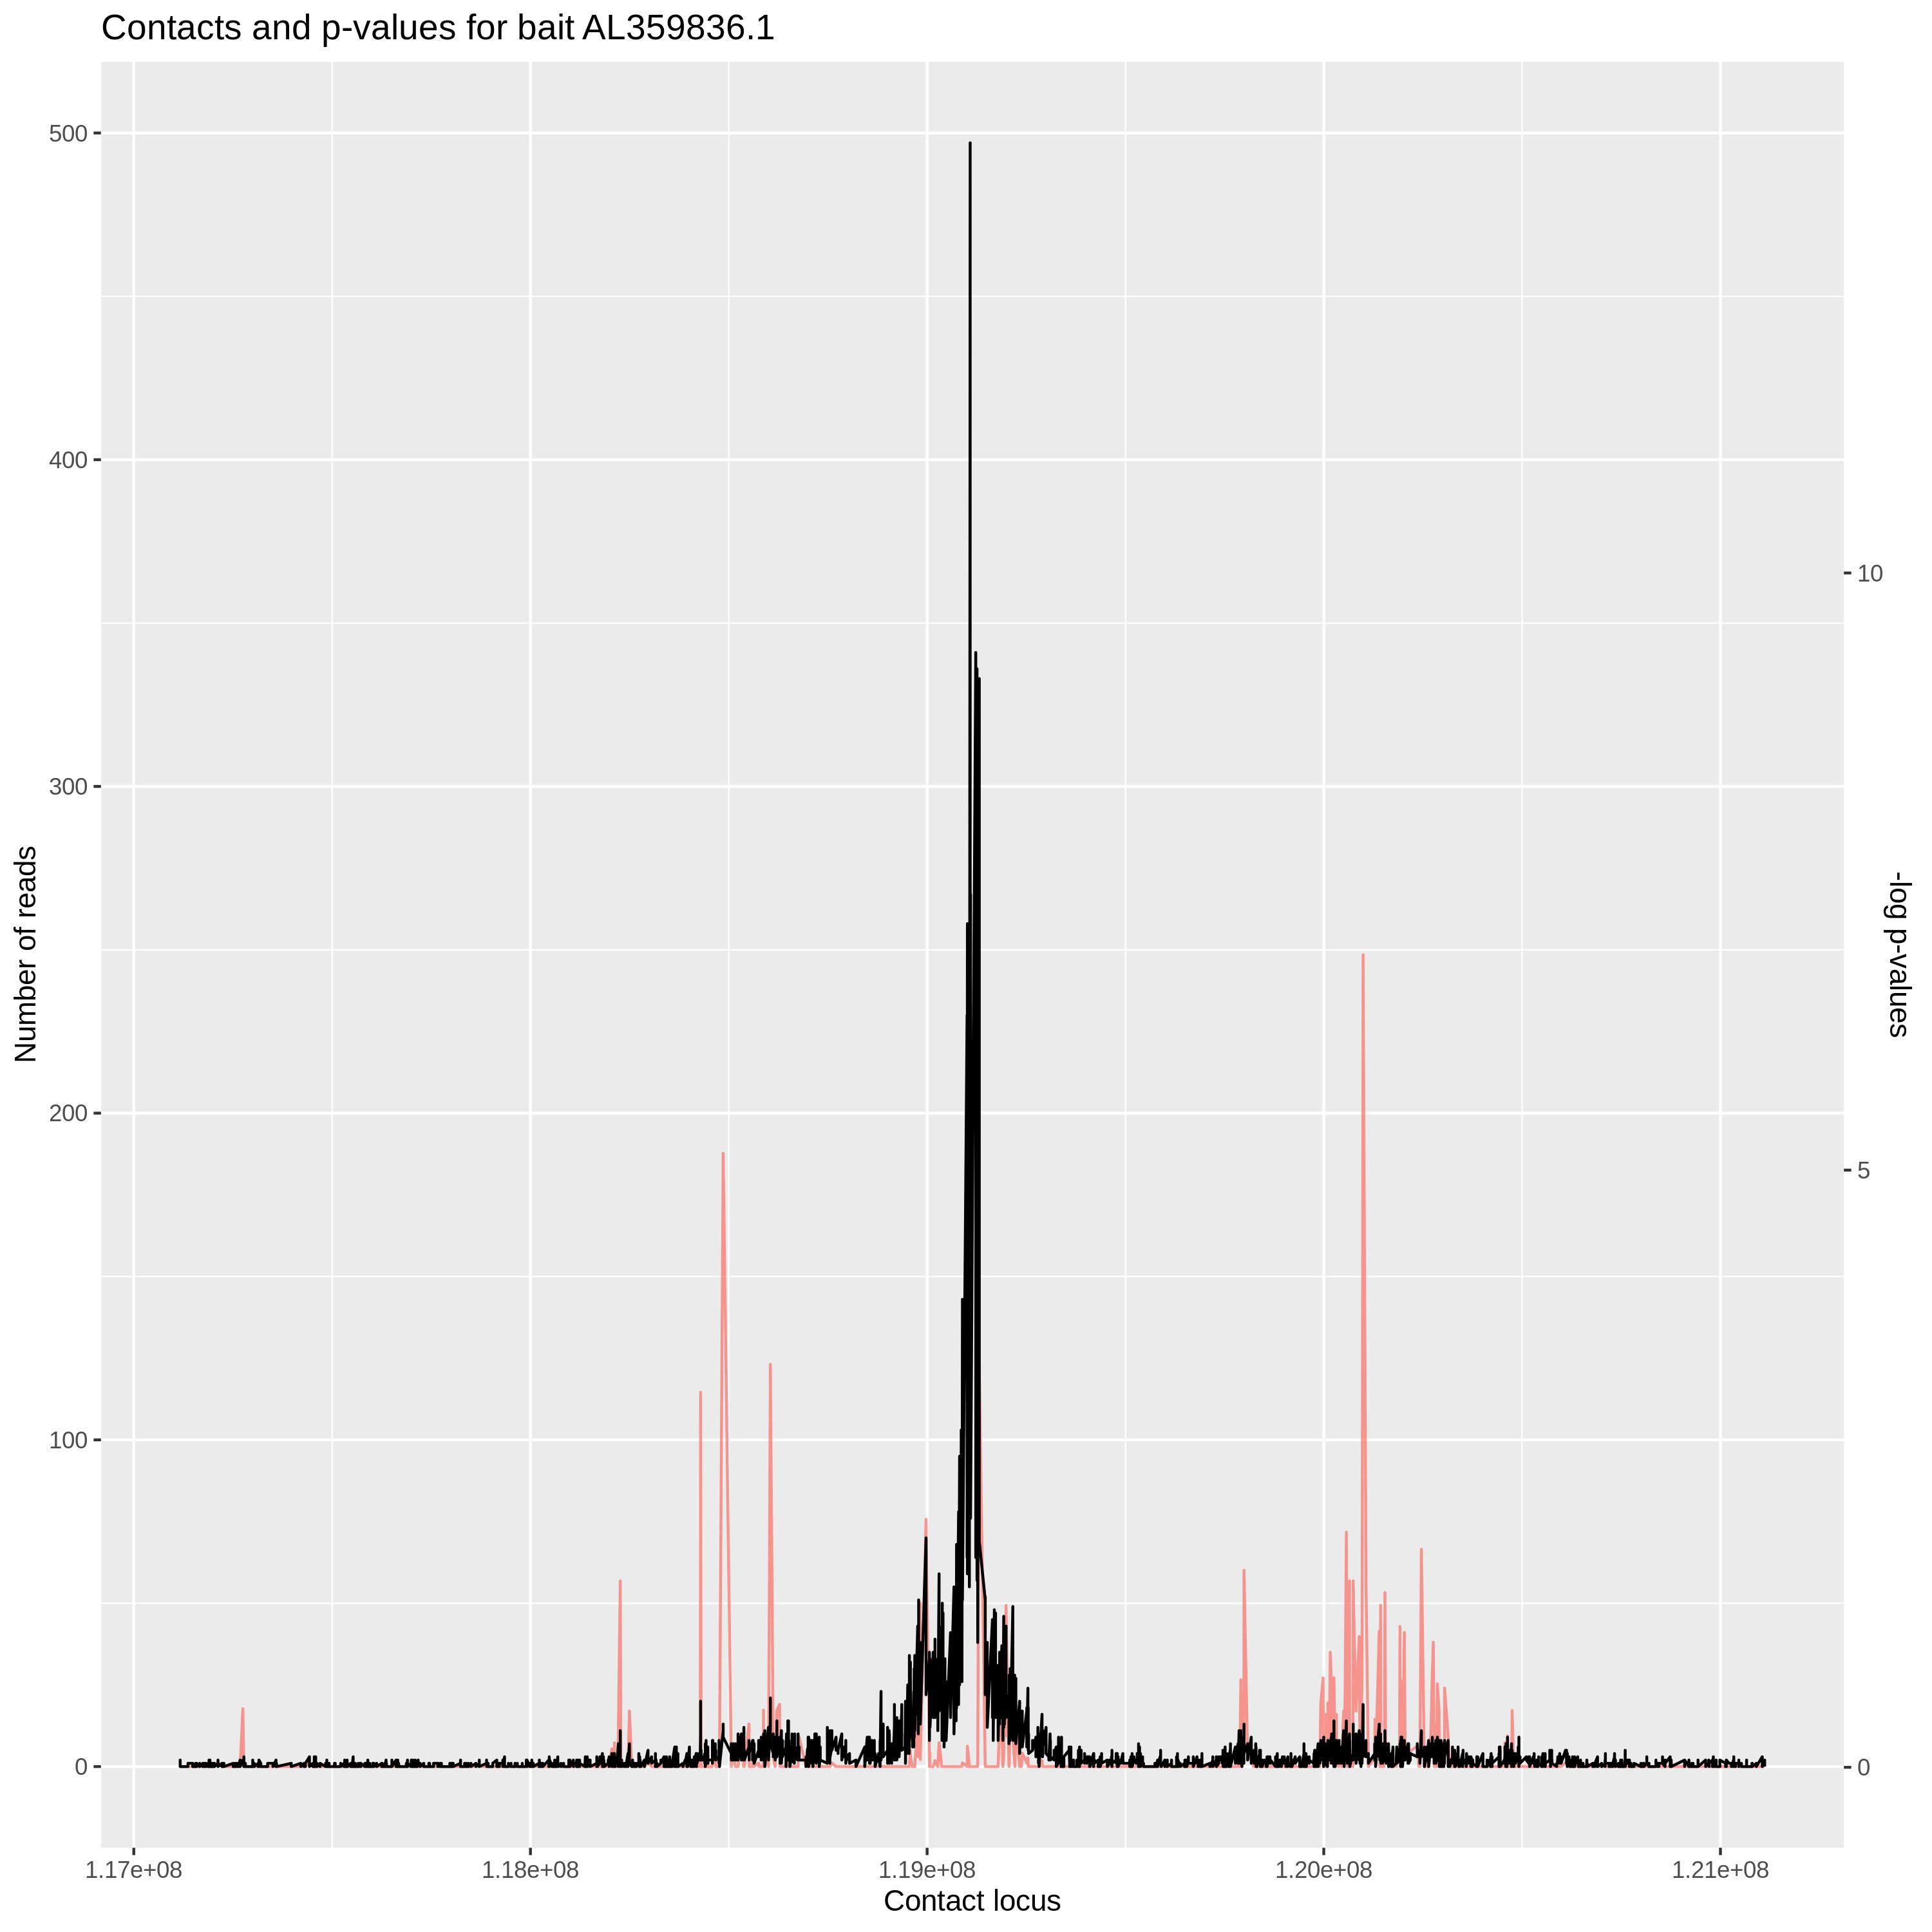 Contacts and p-values for bait AL359836.1
500
400
300
200
100
0
Number of reads
10
5
0
-log p-values
1.17e+08 1.18e+08 1.19e+08 1.20e+08 1.21e+08
Contact locus